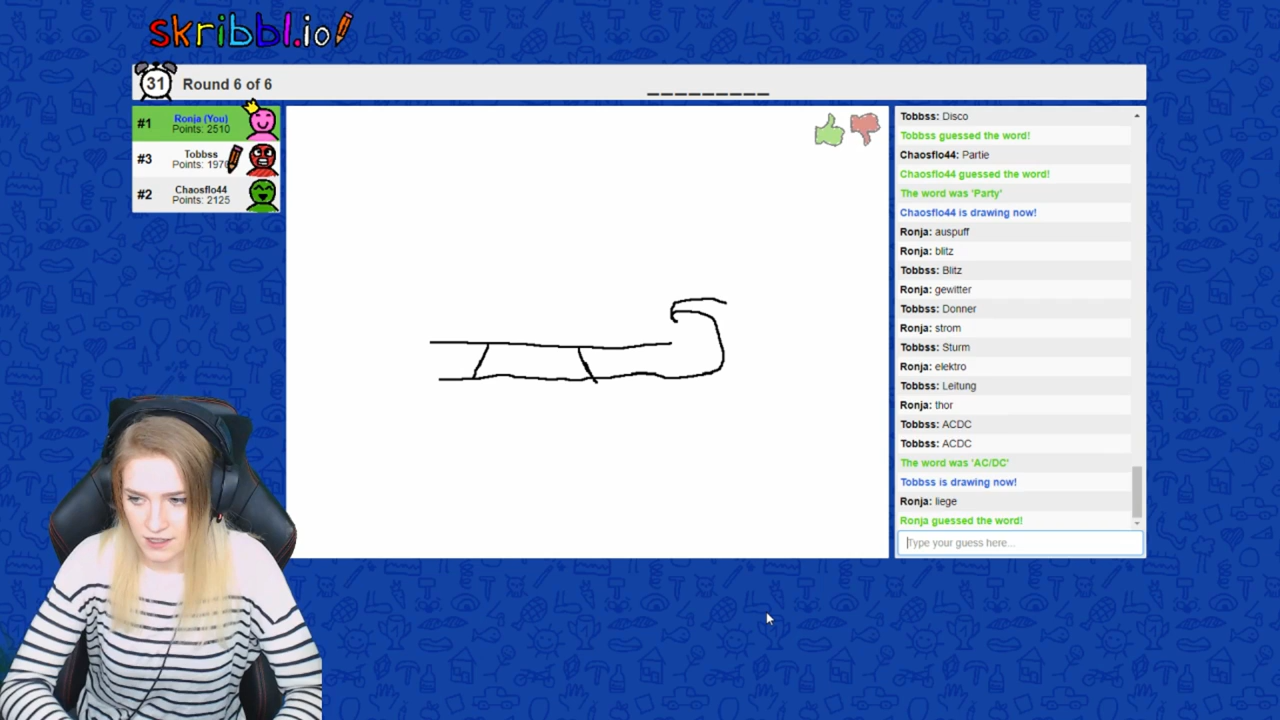 skribbl.io
31 Round 6 of 6
_________
#1 Ronja (You)
Points: 2510
#3 Tobbss
Points: 1976
#2 Chaosflo44
Points: 2125
Tobbss: Disco
Tobbss guessed the word!
Chaosflo44: Partie
Chaosflo44 guessed the word!
The word was 'Party'
Chaosflo44 is drawing now!
Ronja: auspuff
Ronja: blitz
Tobbss: Blitz
Ronja: gewitter
Tobbss: Donner
Ronja: strom
Tobbss: Sturm
Ronja: elektro
Tobbss: Leitung
Ronja: thor
Tobbss: ACDC
Tobbss: ACDC
The word was 'AC/DC'
Tobbss is drawing now!
Ronja: liege
Ronja guessed the word!
Type your guess here...